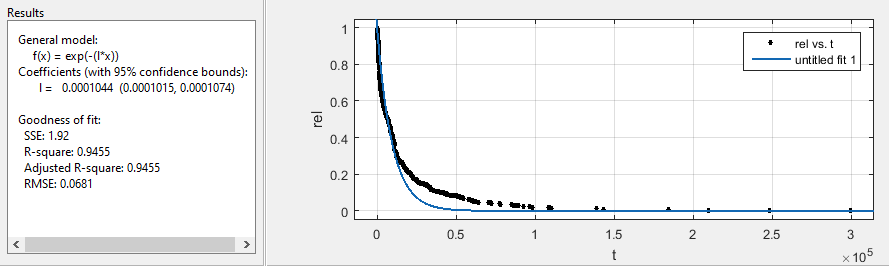 Results
General model:
f(x) = exp(-(l*x))
Coefficients (with 95% confidence bounds):
l = 0.0001044 (0.0001015, 0.0001074)
Goodness of fit:
SSE: 1.92
R-square: 0.9455
Adjusted R-square: 0.9455
RMSE: 0.0681
rel vs. t
untitled fit 1
1
0.8
0.6
0.4
0.2
0
rel
0 0.5 1 1.5 2 2.5 3
t
×10^5